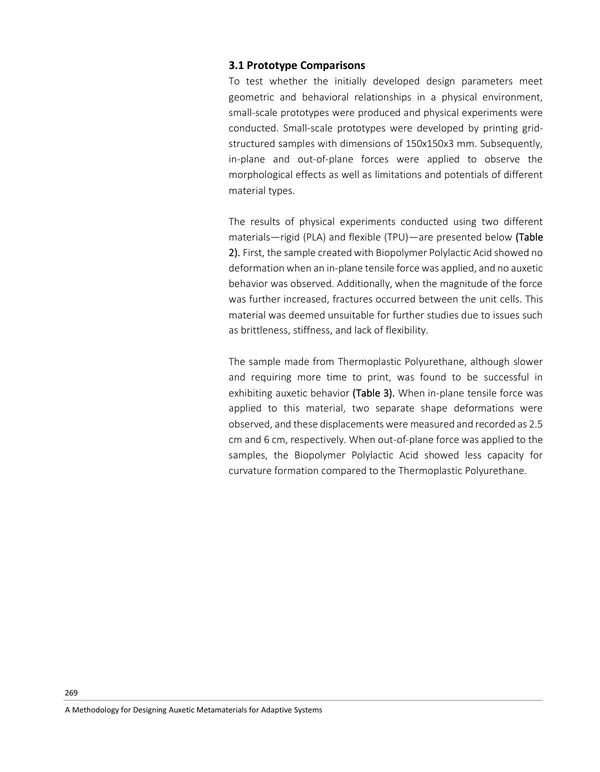 3.1 Prototype Comparisons
To test whether the initially developed design parameters meet
geometric and behavioral relationships in a physical environment,
small-scale prototypes were produced and physical experiments were
conducted. Small-scale prototypes were developed by printing grid-
structured samples with dimensions of 150x150x3 mm. Subsequently,
in-plane and out-of-plane forces were applied to observe the
morphological effects as well as limitations and potentials of different
material types.
The results of physical experiments conducted using two different
materials—rigid (PLA) and flexible (TPU)—are presented below (Table
2). First, the sample created with Biopolymer Polylactic Acid showed no
deformation when an in-plane tensile force was applied, and no auxetic
behavior was observed. Additionally, when the magnitude of the force
was further increased, fractures occurred between the unit cells. This
material was deemed unsuitable for further studies due to issues such
as brittleness, stiffness, and lack of flexibility.
The sample made from Thermoplastic Polyurethane, although slower
and requiring more time to print, was found to be successful in
exhibiting auxetic behavior (Table 3). When in-plane tensile force was
applied to this material, two separate shape deformations were
observed, and these displacements were measured and recorded as 2.5
cm and 6 cm, respectively. When out-of-plane force was applied to the
samples, the Biopolymer Polylactic Acid showed less capacity for
curvature formation compared to the Thermoplastic Polyurethane.
269
A Methodology for Designing Auxetic Metamaterials for Adaptive Systems